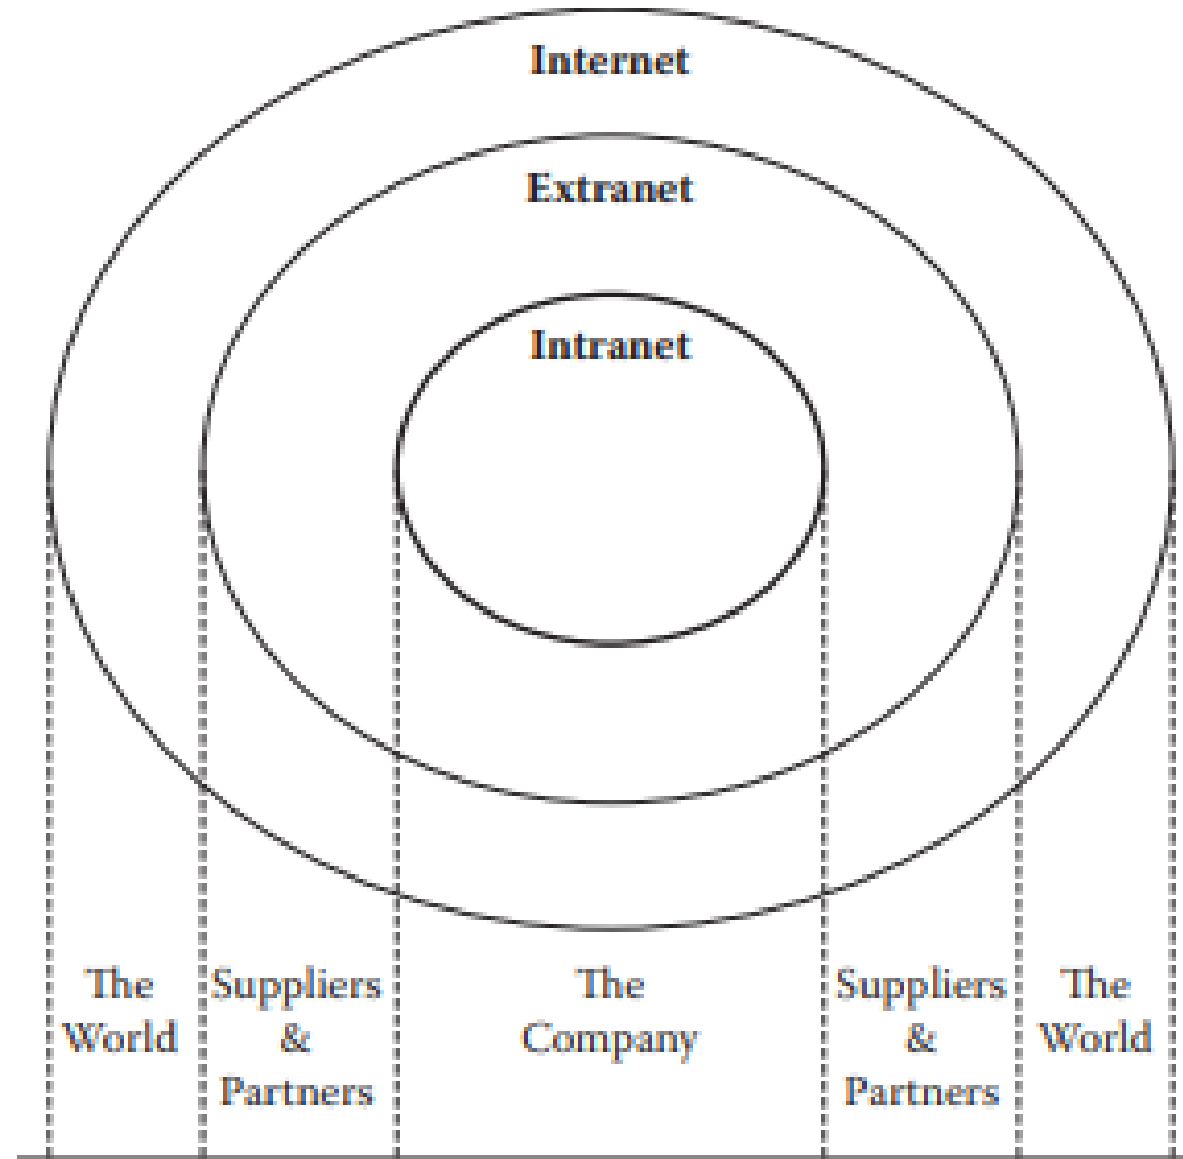 Internet
Extranet
Intranet
The
World
Suppliers
&
Partners
The
Company
Suppliers
&
Partners
The
World